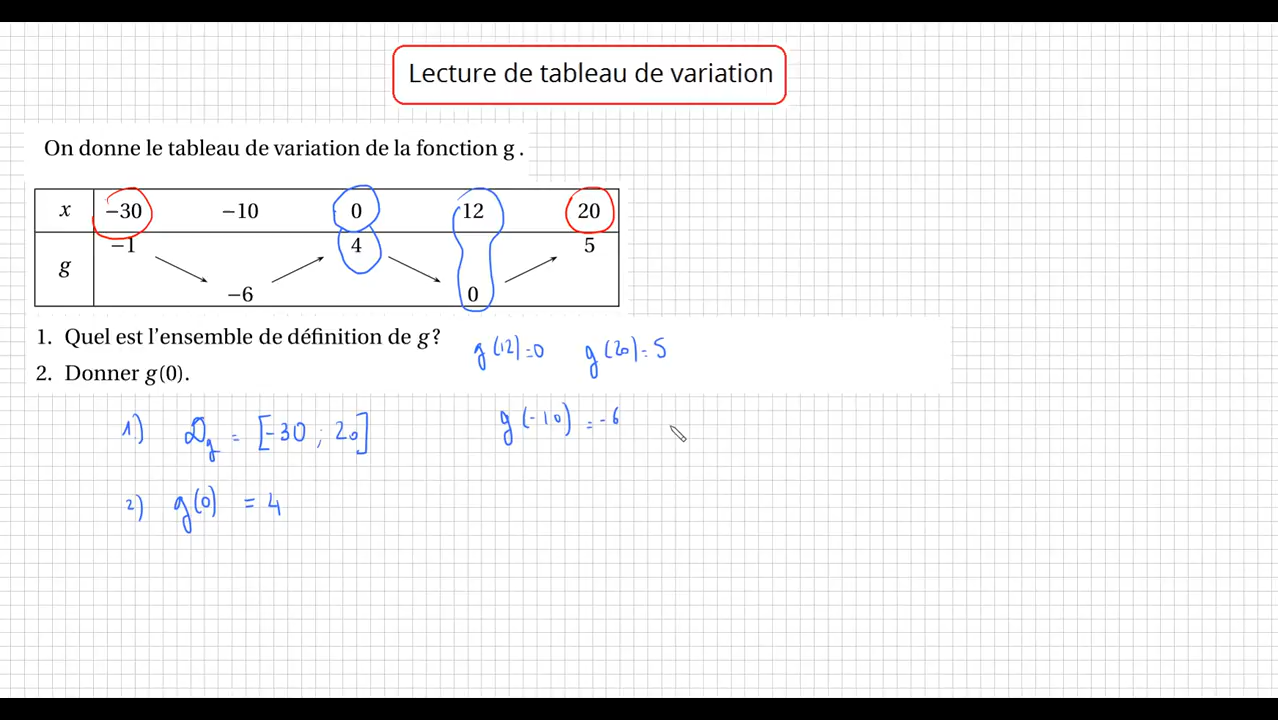 Lecture de tableau de variation
On donne le tableau de variation de la fonction g .
x −30 −10 0 12 20
−1 4 5
g
−6 0
1. Quel est l'ensemble de définition de g?
g(12)=0 g(20)=5
2. Donner g(0).
1.) Dg = [-30 ; 20]
g(-10) = -6
2) g(0) = 4